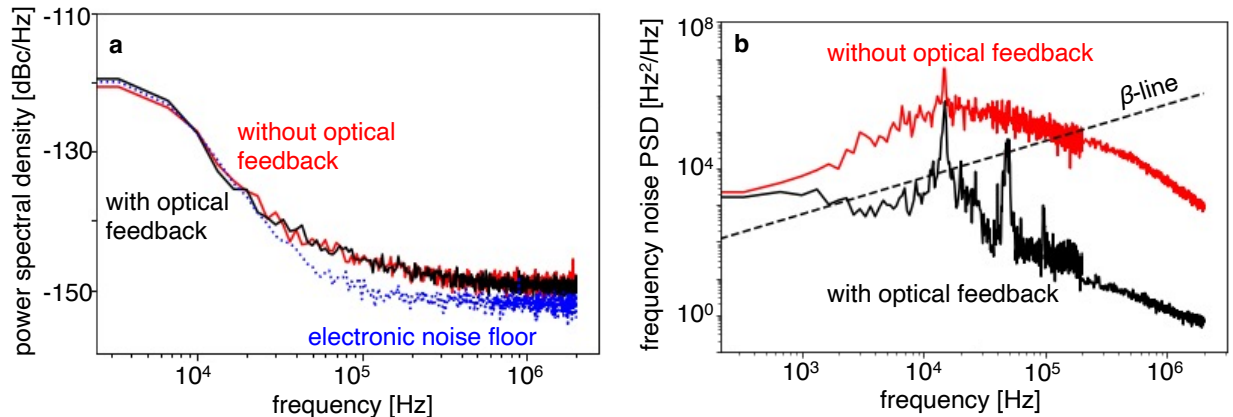 a
-110
-130
-150
power spectral density [dBc/Hz]
without optical
feedback
with optical
feedback
electronic noise floor
10⁴
10⁵
10⁶
frequency [Hz]
b
10⁸
10⁴
10⁰
frequency noise PSD [Hz²/Hz]
without optical feedback
β-line
with optical feedback
10³
10⁴
10⁵
10⁶
frequency [Hz]